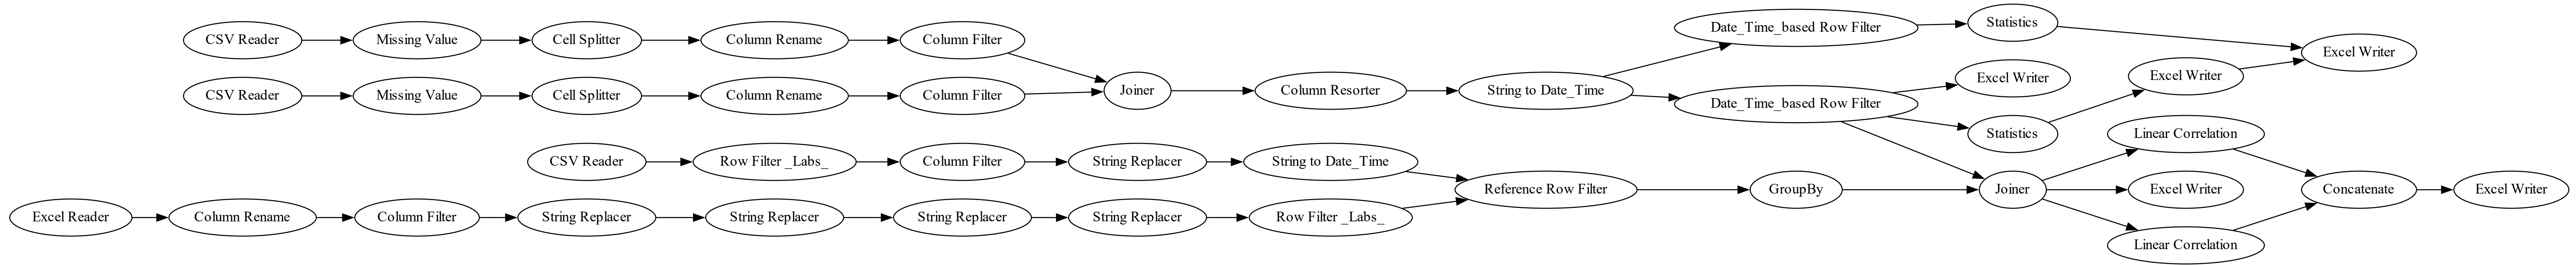 CSV Reader
Missing Value
Cell Splitter
Column Rename
Column Filter
CSV Reader
Missing Value
Cell Splitter
Column Rename
Column Filter
Joiner
Column Resorter
String to Date_Time
Date_Time_based Row Filter
Statistics
Excel Writer
Date_Time_based Row Filter
Excel Writer
Statistics
Excel Writer
CSV Reader
Row Filter _Labs_
Column Filter
String Replacer
String to Date_Time
Excel Reader
Column Rename
Column Filter
String Replacer
String Replacer
String Replacer
String Replacer
Row Filter _Labs_
Reference Row Filter
GroupBy
Joiner
Linear Correlation
Excel Writer
Linear Correlation
Concatenate
Excel Writer